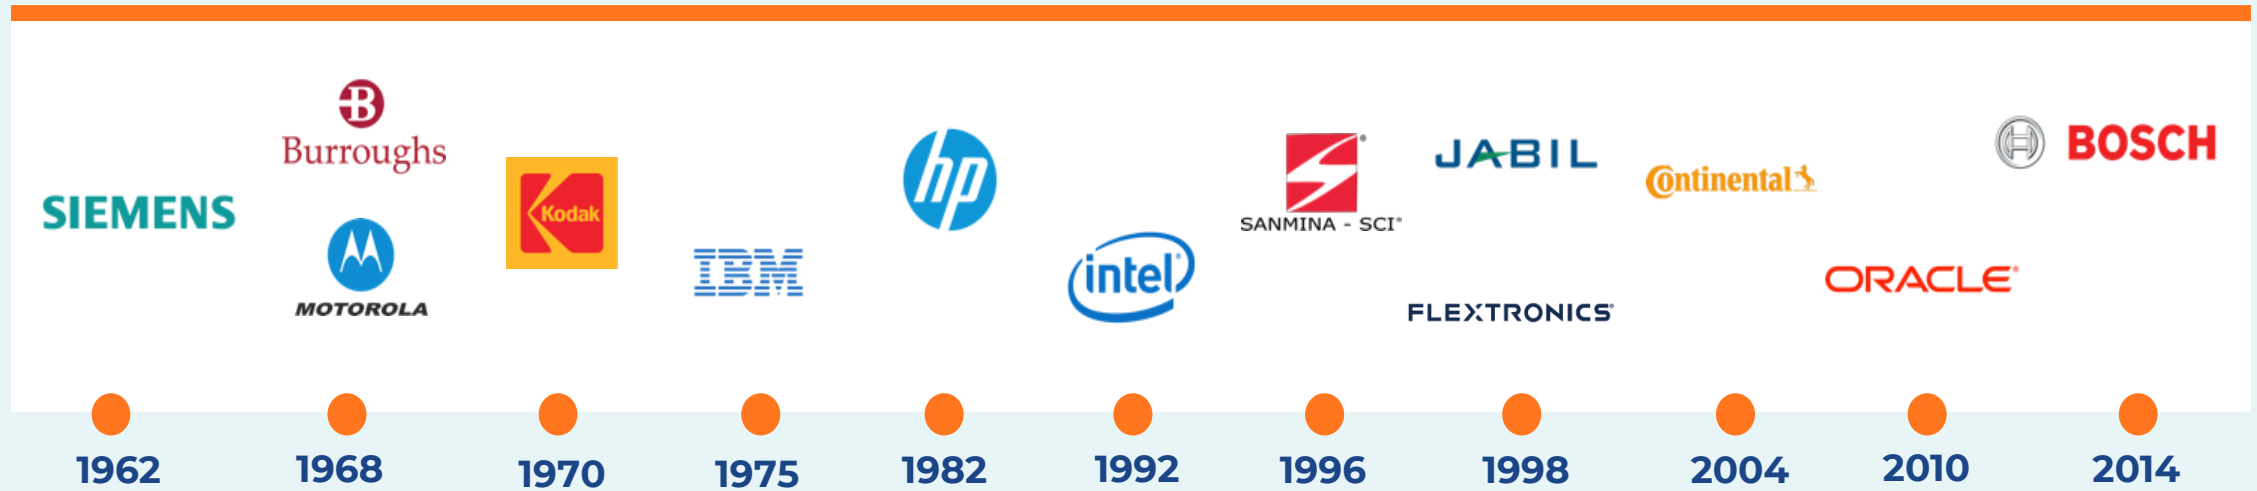 SIEMENS
B
Burroughs
MOTOROLA
Kodak
IBM
hp
intel®
SANMINA - SCI®
JABIL
FLEXTRONICS®
Continental
ORACLE®
BOSCH
1962
1968
1970
1975
1982
1992
1996
1998
2004
2010
2014